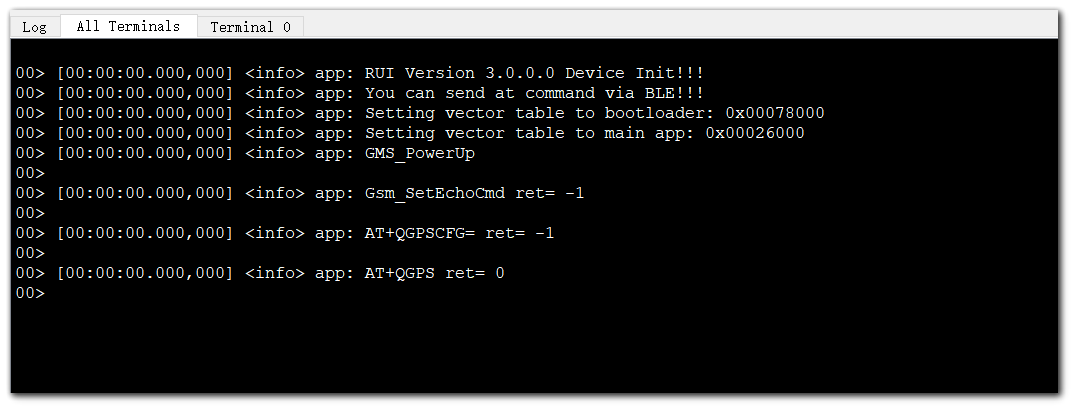 Log All Terminals Terminal 0
00> [00:00:00.000,000] <info> app: RUI Version 3.0.0.0 Device Init!!!
00> [00:00:00.000,000] <info> app: You can send at command via BLE!!!
00> [00:00:00.000,000] <info> app: Setting vector table to bootloader: 0x00078000
00> [00:00:00.000,000] <info> app: Setting vector table to main app: 0x00026000
00> [00:00:00.000,000] <info> app: GMS_PowerUp
00>
00> [00:00:00.000,000] <info> app: Gsm_SetEchoCmd ret= -1
00>
00> [00:00:00.000,000] <info> app: AT+QGPSCFG= ret= -1
00>
00> [00:00:00.000,000] <info> app: AT+QGPS ret= 0
00>